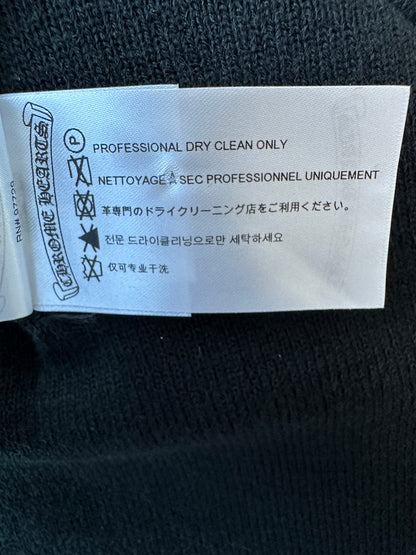 CHROME HEARTS
RN# 97799
P
PROFESSIONAL DRY CLEAN ONLY
NETTOYAGE A SEC PROFESSIONNEL UNIQUEMENT
革専門のドライクリーニング店をご利用ください。
전문 드라이클리닝으로만 세탁하세요
仅可专业干洗